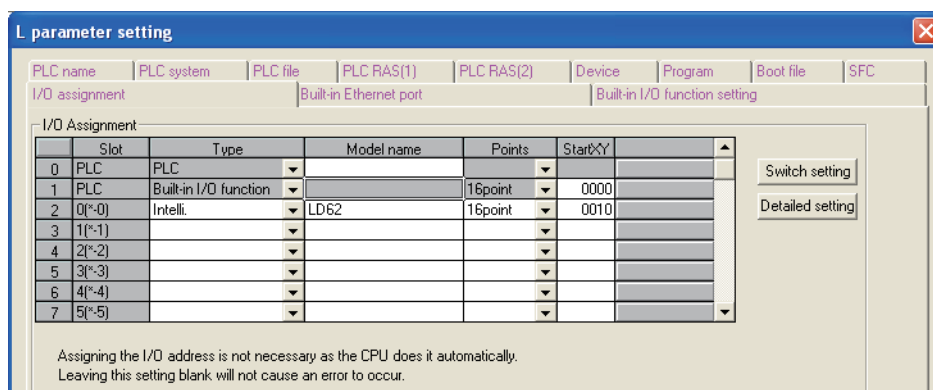 L parameter setting
PLC name PLC system PLC file PLC RAS(1) PLC RAS(2) Device Program Boot file SFC
I/O assignment Built-in Ethernet port Built-in I/O function setting
I/O Assignment
Slot Type Model name Points StartXY
0 PLC PLC
1 PLC Built-in I/O function 16point 0000
2 0(*-0) Intelli. LD62 16point 0010
3 1(*-1)
4 2(*-2)
5 3(*-3)
6 4(*-4)
7 5(*-5)
Switch setting
Detailed setting
Assigning the I/O address is not necessary as the CPU does it automatically.
Leaving this setting blank will not cause an error to occur.